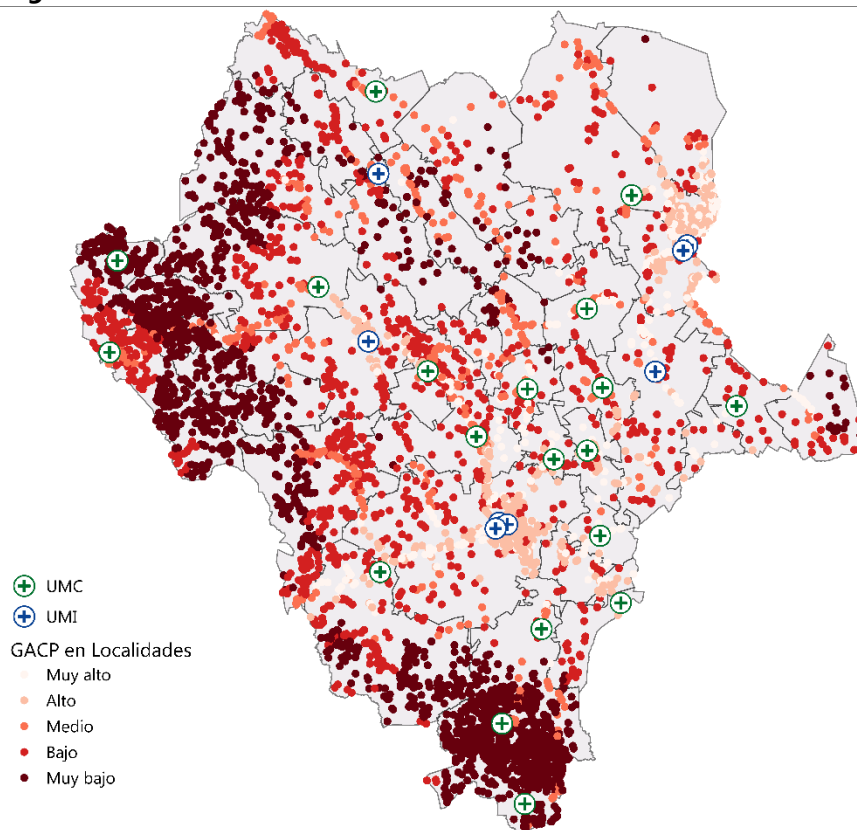 UMC
UMI
GACP en Localidades
Muy alto
Alto
Medio
Bajo
Muy bajo